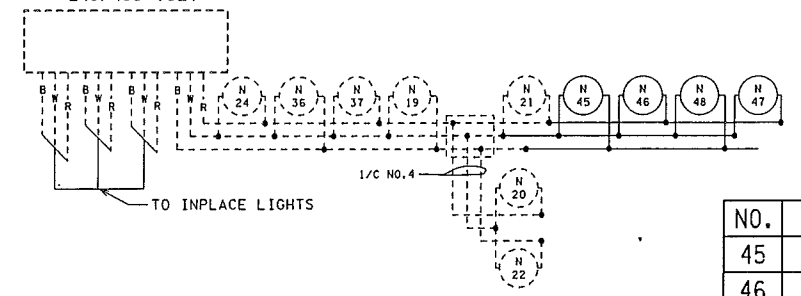 B W R B W R B W R B W R
N 24
N 36
N 37
N 19
N 21
N 45
N 46
N 48
N 47
1/C NO.4
N 20
TO INPLACE LIGHTS
N 22
NO.
45
46